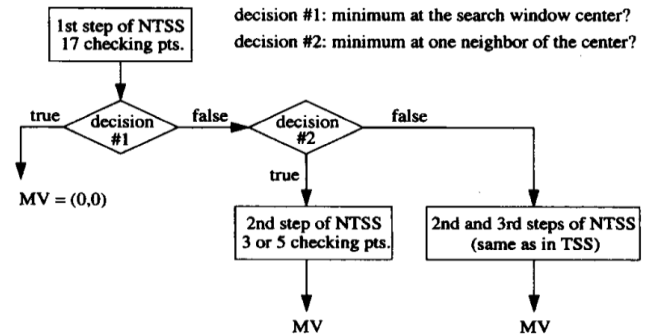 1st step of NTSS
17 checking pts.
decision #1: minimum at the search window center?
decision #2: minimum at one neighbor of the center?
true
decision
#1
false
decision
#2
false
MV = (0,0)
true
2nd step of NTSS
3 or 5 checking pts.
2nd and 3rd steps of NTSS
(same as in TSS)
MV
MV